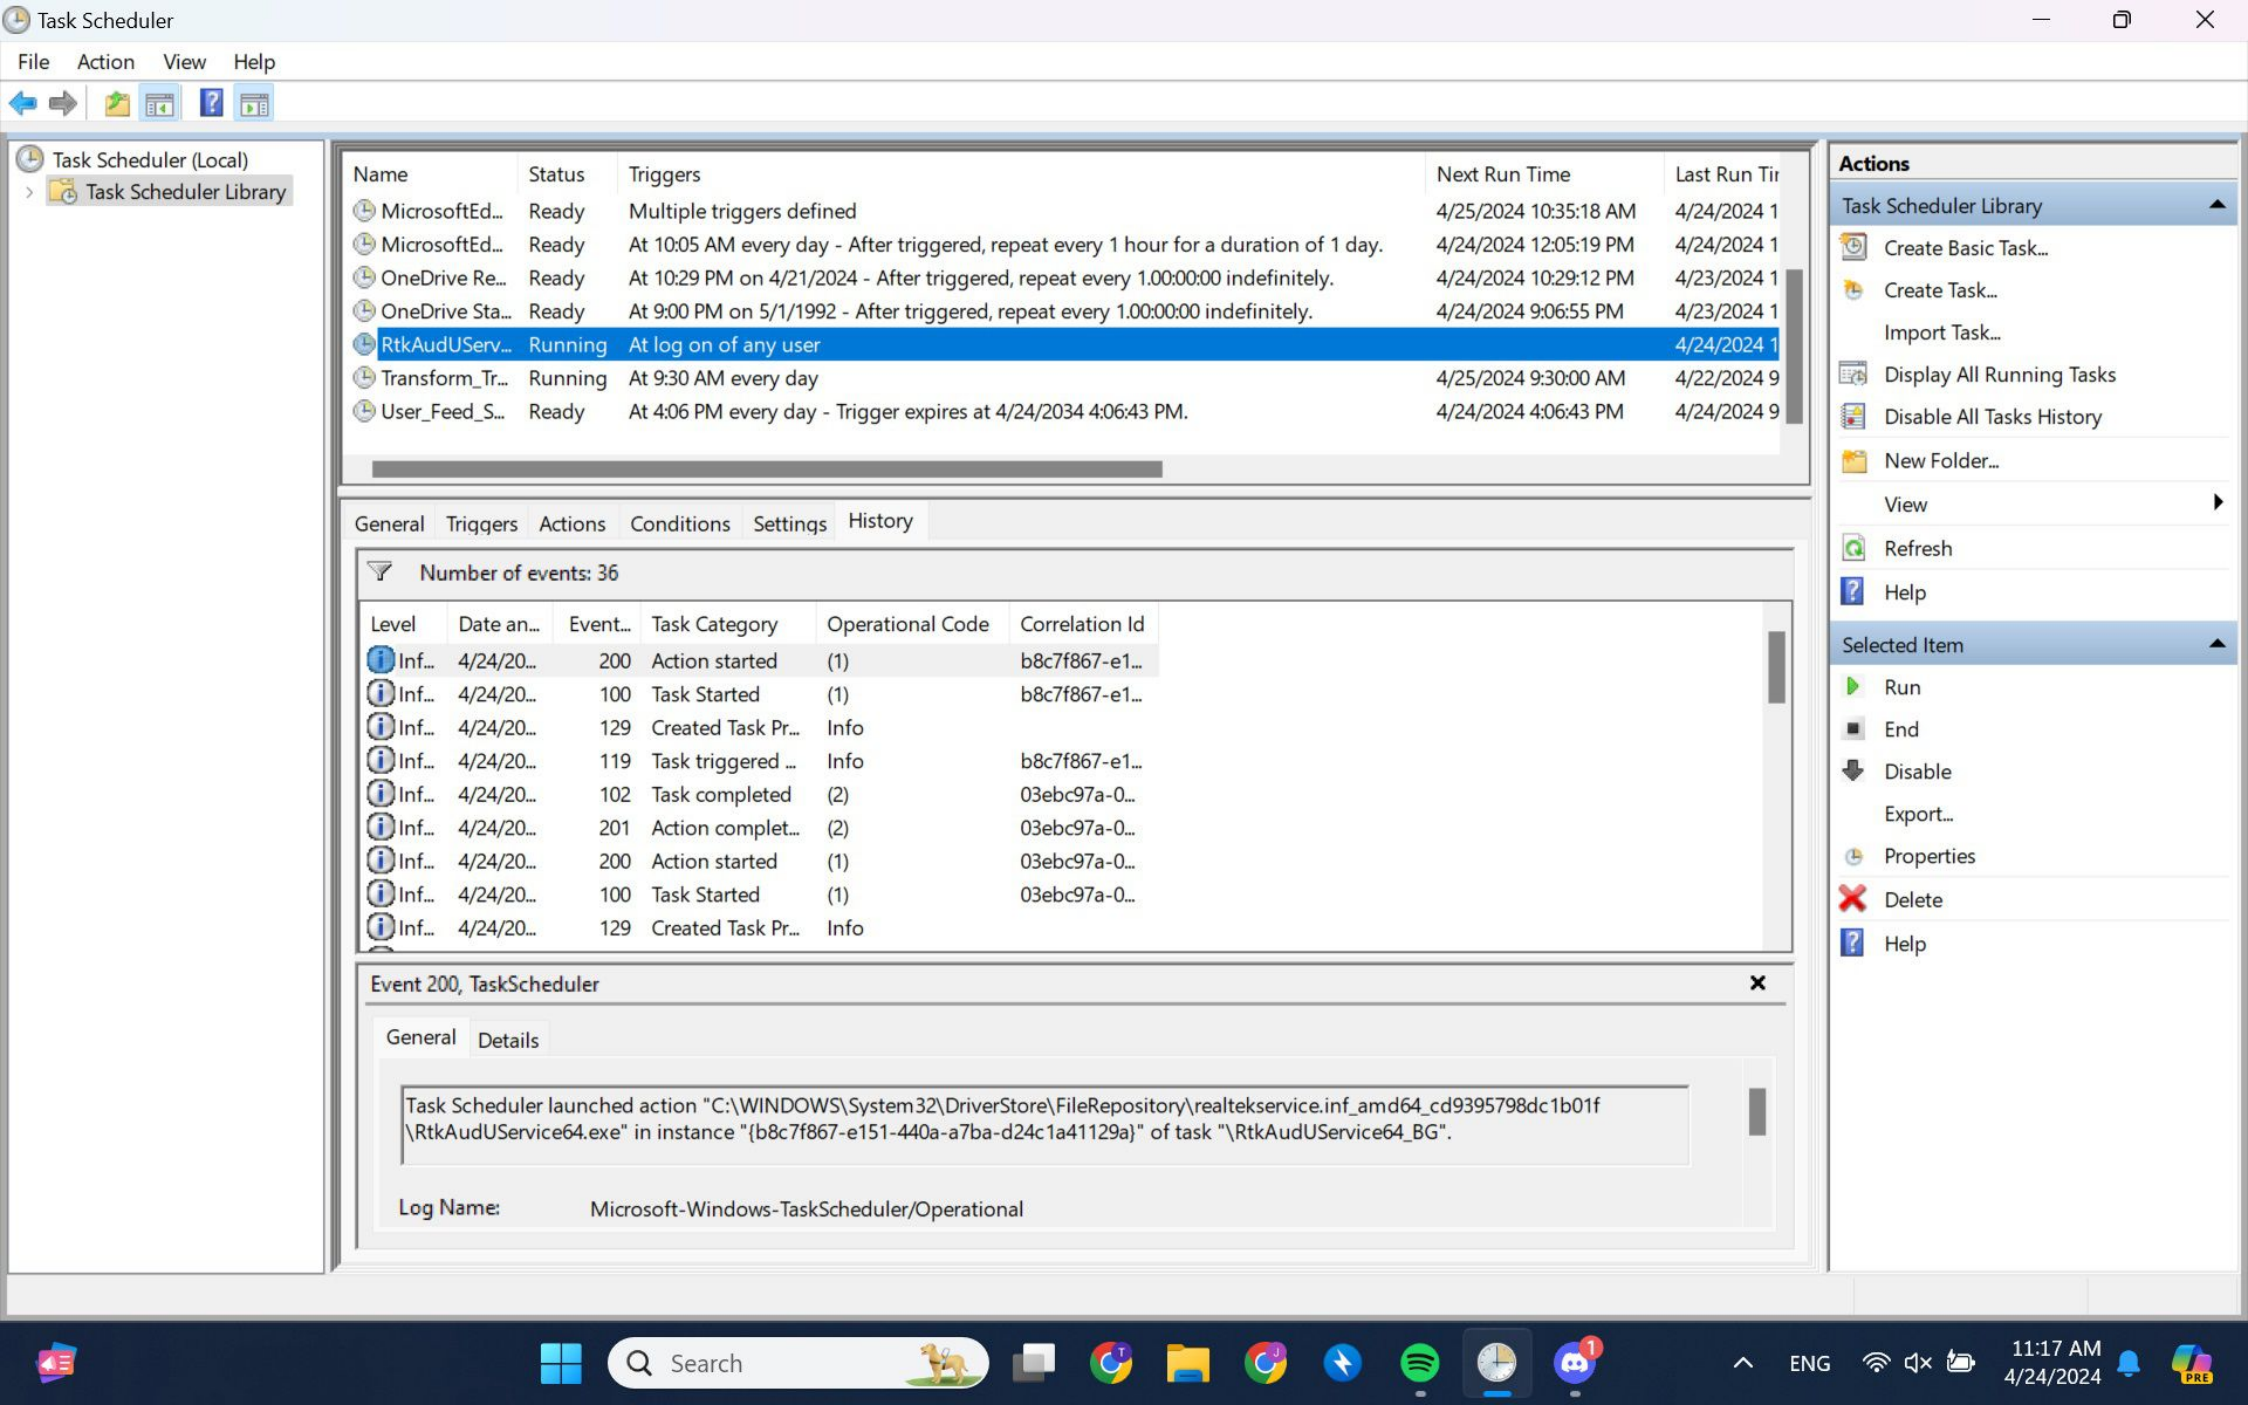 Task Scheduler
File Action View Help
Task Scheduler (Local)
Task Scheduler Library
Name Status Triggers Next Run Time Last Run Tir
MicrosoftEd... Ready Multiple triggers defined 4/25/2024 10:35:18 AM 4/24/2024 1
MicrosoftEd... Ready At 10:05 AM every day - After triggered, repeat every 1 hour for a duration of 1 day. 4/24/2024 12:05:19 PM 4/24/2024 1
OneDrive Re... Ready At 10:29 PM on 4/21/2024 - After triggered, repeat every 1.00:00:00 indefinitely. 4/24/2024 10:29:12 PM 4/23/2024 1
OneDrive Sta... Ready At 9:00 PM on 5/1/1992 - After triggered, repeat every 1.00:00:00 indefinitely. 4/24/2024 9:06:55 PM 4/23/2024 1
RtkAudUServ... Running At log on of any user 4/24/2024 1
Transform_Tr... Running At 9:30 AM every day 4/25/2024 9:30:00 AM 4/22/2024 9
User_Feed_S... Ready At 4:06 PM every day - Trigger expires at 4/24/2034 4:06:43 PM. 4/24/2024 4:06:43 PM 4/24/2024 9
General Triggers Actions Conditions Settings History
Number of events: 36
Level Date an... Event... Task Category Operational Code Correlation Id
Inf... 4/24/20... 200 Action started (1) b8c7f867-e1...
Inf... 4/24/20... 100 Task Started (1) b8c7f867-e1...
Inf... 4/24/20... 129 Created Task Pr... Info
Inf... 4/24/20... 119 Task triggered ... Info b8c7f867-e1...
Inf... 4/24/20... 102 Task completed (2) 03ebc97a-0...
Inf... 4/24/20... 201 Action complet... (2) 03ebc97a-0...
Inf... 4/24/20... 200 Action started (1) 03ebc97a-0...
Inf... 4/24/20... 100 Task Started (1) 03ebc97a-0...
Inf... 4/24/20... 129 Created Task Pr... Info
Event 200, TaskScheduler
General Details
Task Scheduler launched action "C:\WINDOWS\System32\DriverStore\FileRepository\realtekservice.inf_amd64_cd9395798dc1b01f
\RtkAudUService64.exe" in instance "{b8c7f867-e151-440a-a7ba-d24c1a41129a}" of task "\RtkAudUService64_BG".
Log Name: Microsoft-Windows-TaskScheduler/Operational
Actions
Task Scheduler Library
Create Basic Task...
Create Task...
Import Task...
Display All Running Tasks
Disable All Tasks History
New Folder...
View
Refresh
Help
Selected Item
Run
End
Disable
Export...
Properties
Delete
Help
Search
T
J
1
ENG
11:17 AM
4/24/2024
PRE